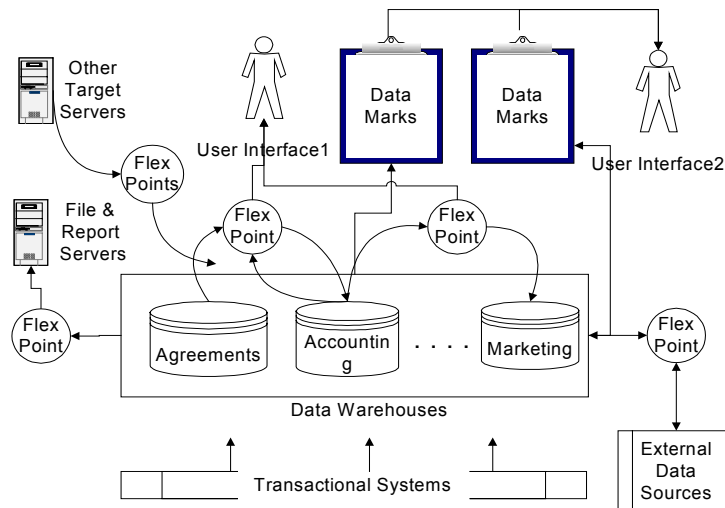 Other
Target
Servers
Data
Marks
Data
Marks
User Interface1
User Interface2
Flex
Points
File &
Report
Servers
Flex
Point
Flex
Point
Flex
Point
Agreements
Accountin
g
. . . .
Marketing
Flex
Point
Data Warehouses
External
Data
Sources
Transactional Systems